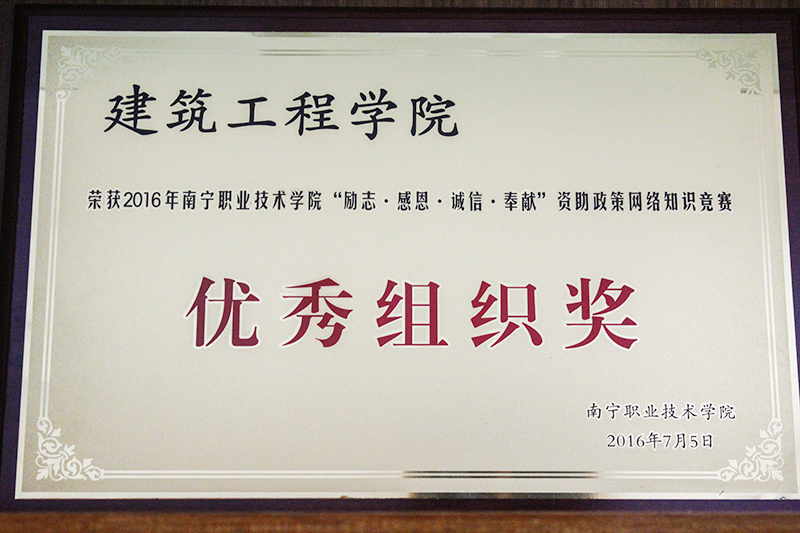 建筑工程学院
荣获2016年南宁职业技术学院“励志·感恩·诚信·奉献”资助政策网络知识竞赛
优秀组织奖
南宁职业技术学院
2016年7月5日